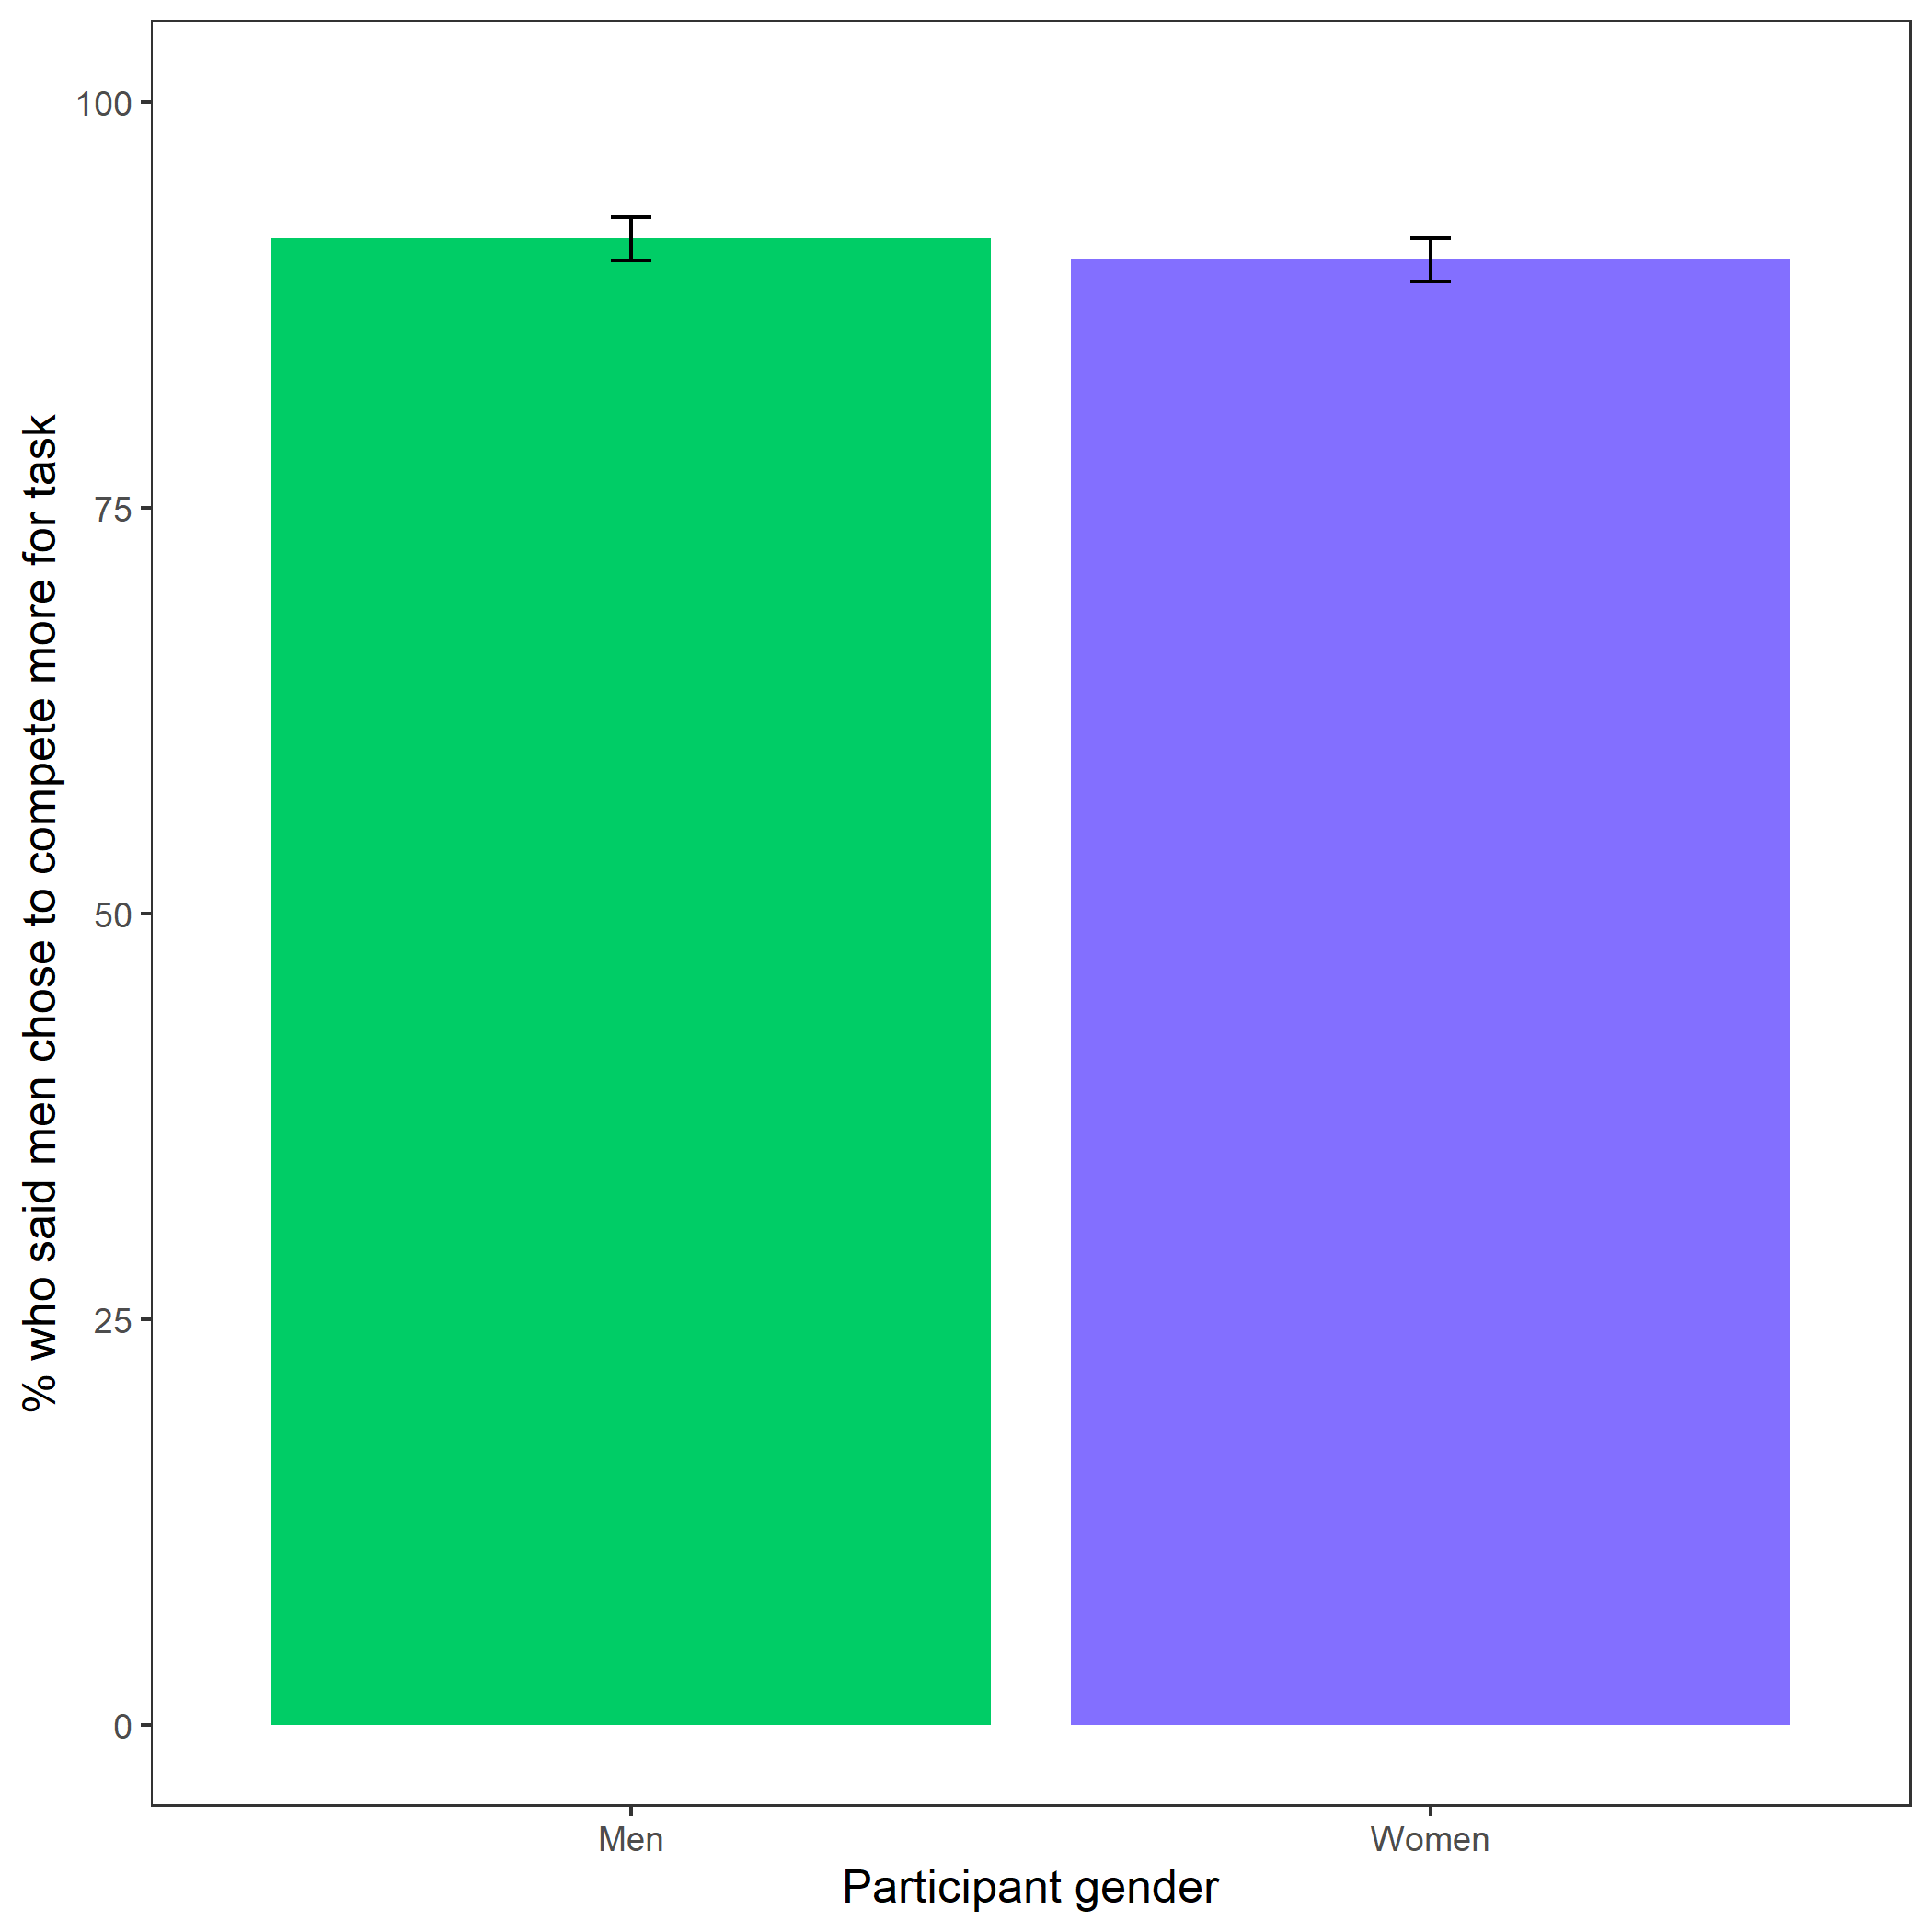 % who said men chose to compete more for task
100
75
50
25
0
Men
Women
Participant gender